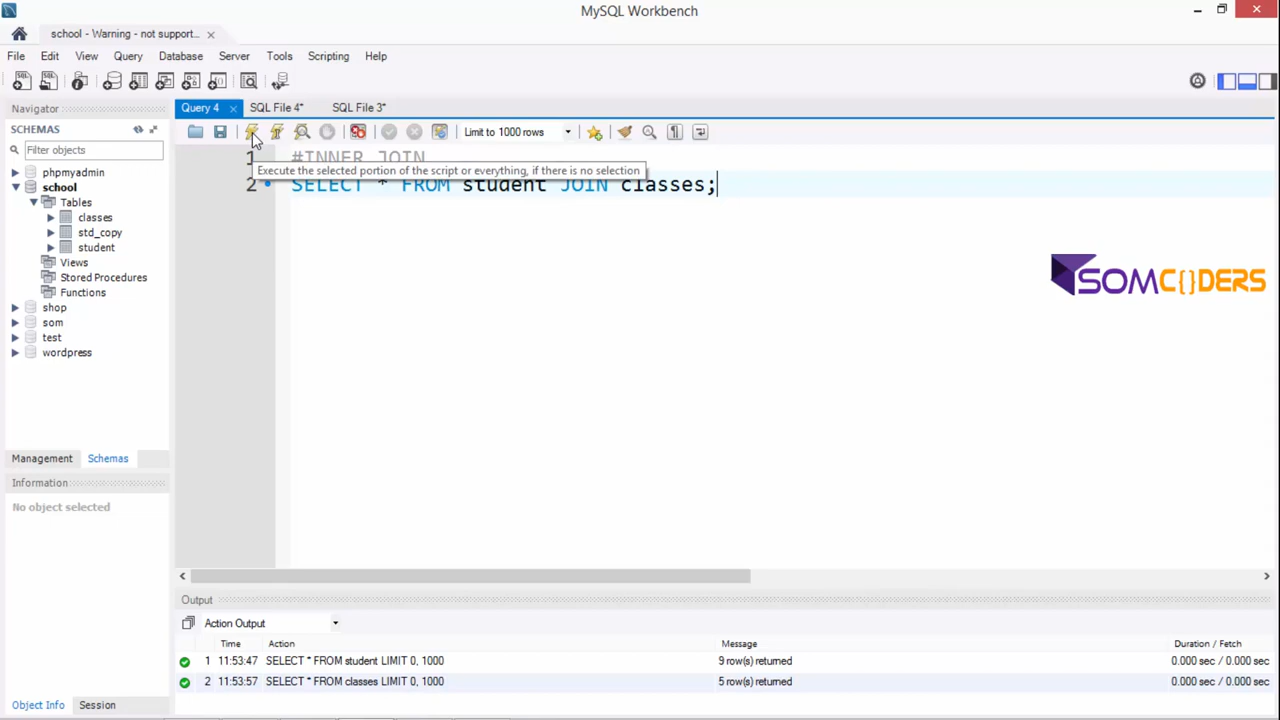 MySQL Workbench
school - Warning - not support...
File Edit View Query Database Server Tools Scripting Help
Navigator
SCHEMAS
Filter objects
phpmyadmin
school
Tables
classes
std_copy
student
Views
Stored Procedures
Functions
shop
som
test
wordpress
Management Schemas
Information
No object selected
Object Info Session
Query 4 SQL File 4* SQL File 3*
Limit to 1000 rows
1 #INNER JOIN
Execute the selected portion of the script or everything, if there is no selection
2 SELECT * FROM student JOIN classes;
SOMC{}DERS
Output
Action Output
Time Action Message Duration / Fetch
1 11:53:47 SELECT * FROM student LIMIT 0, 1000 9 row(s) returned 0.000 sec / 0.000 sec
2 11:53:57 SELECT * FROM classes LIMIT 0, 1000 5 row(s) returned 0.000 sec / 0.000 sec